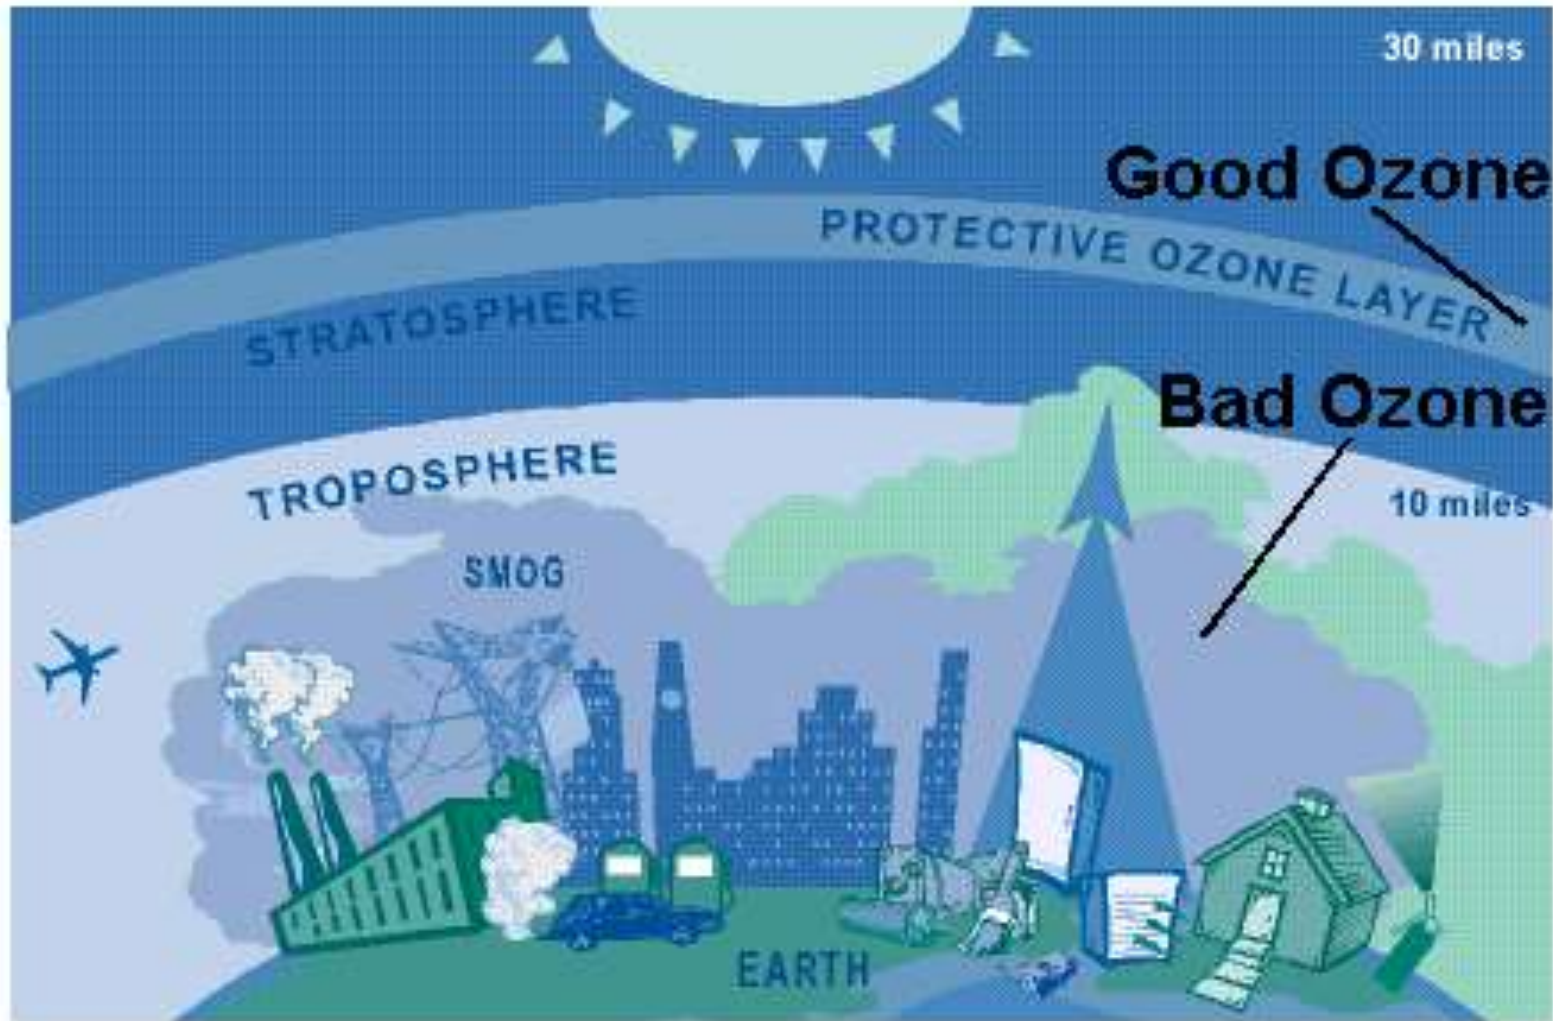 30 miles
Good Ozone
PROTECTIVE OZONE LAYER
STRATOSPHERE
Bad Ozone
TROPOSPHERE
10 miles
SMOG
EARTH